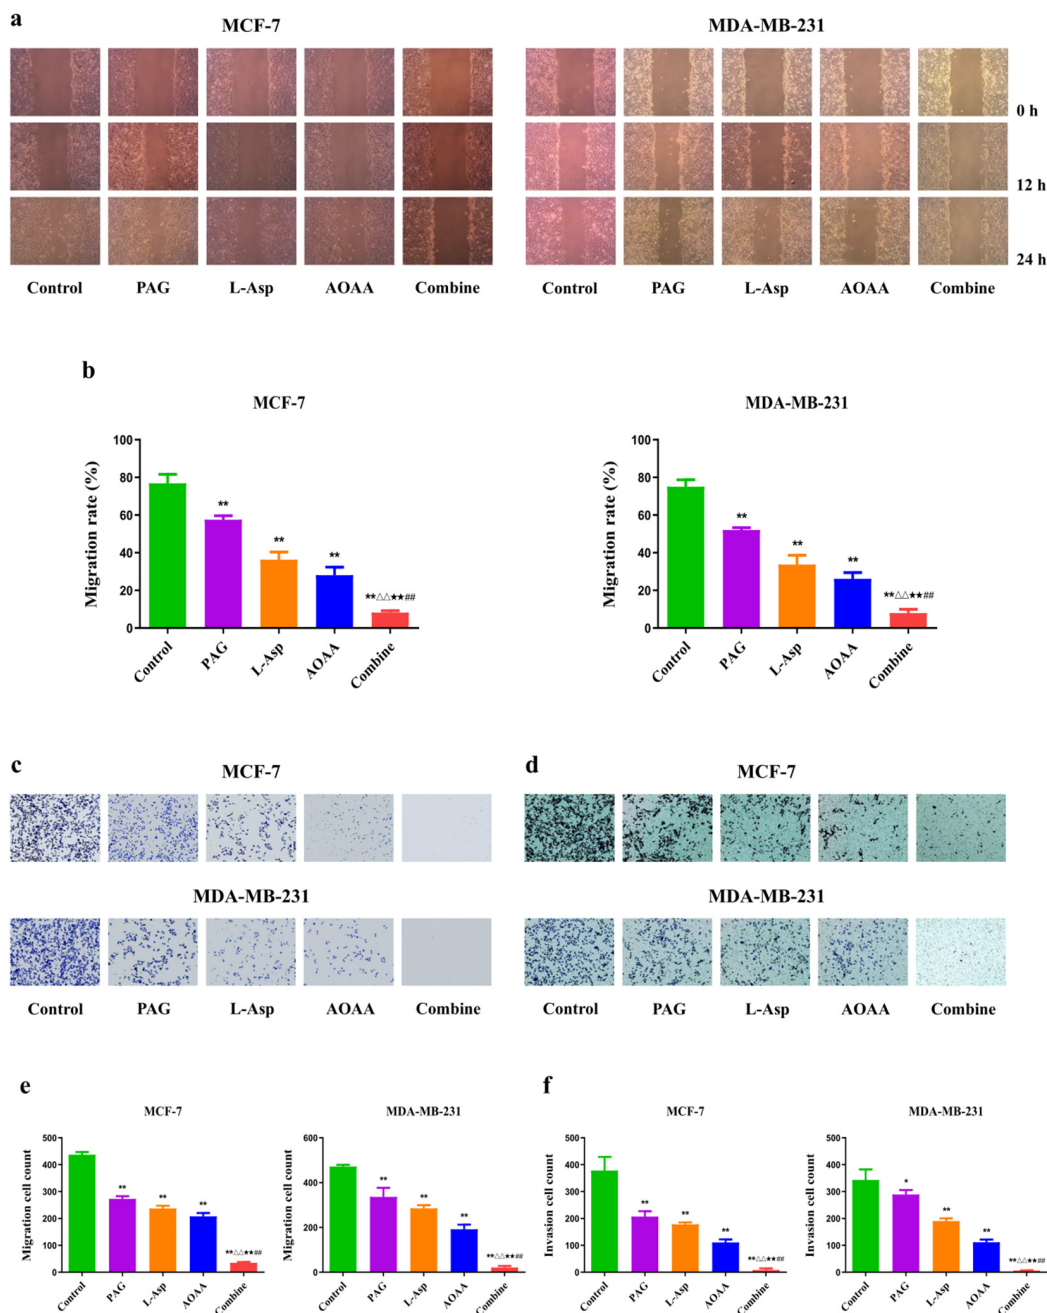 a
MCF-7
MDA-MB-231
0 h
12 h
24 h
Control PAG L-Asp AOAA Combine
Control PAG L-Asp AOAA Combine
b
MCF-7
Migration rate (%)
100
80
60
40
20
0
**
**
**
**△△★★##
Control PAG L-Asp AOAA Combine
MDA-MB-231
Migration rate (%)
100
80
60
40
20
0
**
**
**
**△△★★##
Control PAG L-Asp AOAA Combine
c
MCF-7
MDA-MB-231
Control PAG L-Asp AOAA Combine
d
MCF-7
MDA-MB-231
Control PAG L-Asp AOAA Combine
e
MCF-7
Migration cell count
500
400
300
200
100
0
**
**
**
**△△★★##
Control PAG L-Asp AOAA Combine
MDA-MB-231
Migration cell count
600
400
200
0
**
**
**
**△△★★##
Control PAG L-Asp AOAA Combine
f
MCF-7
Invasion cell count
500
400
300
200
100
0
**
**
**
**△△★★##
Control PAG L-Asp AOAA Combine
MDA-MB-231
Invasion cell count
500
400
300
200
100
0
*
**
**
**△△★★##
Control PAG L-Asp AOAA Combine